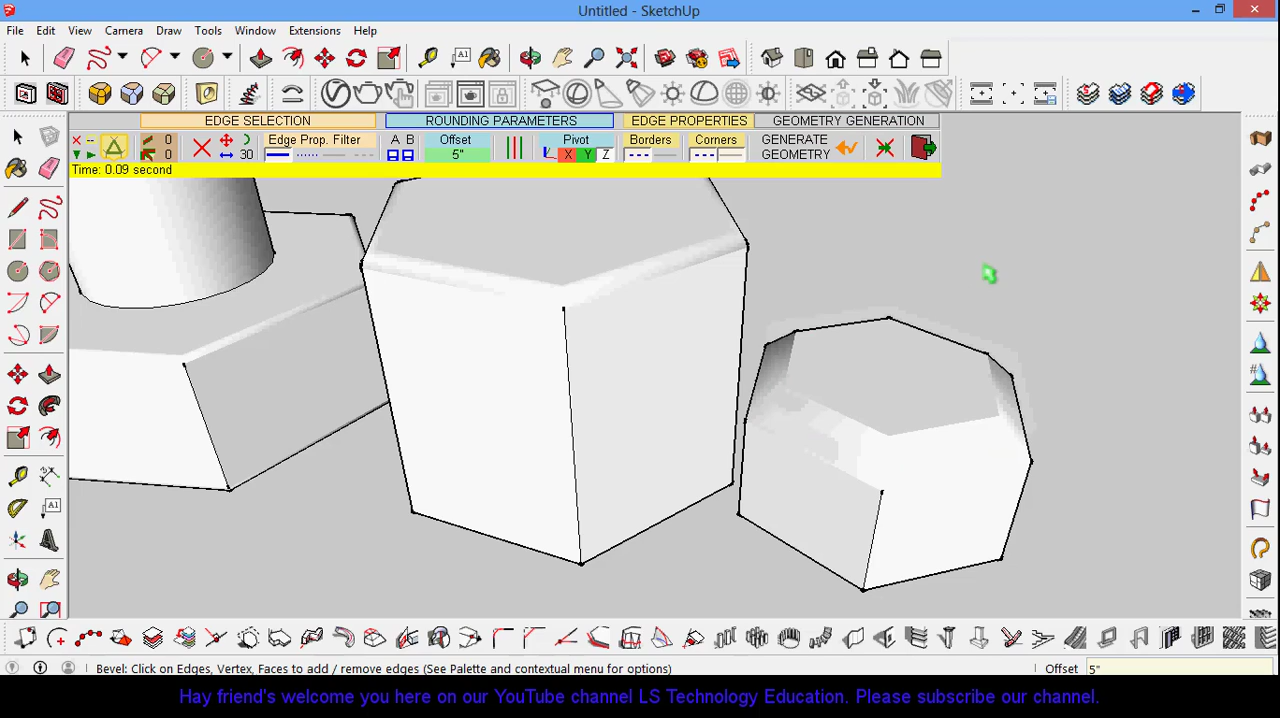 Untitled - SketchUp
File Edit View Camera Draw Tools Window Extensions Help
EDGE SELECTION ROUNDING PARAMETERS EDGE PROPERTIES GEOMETRY GENERATION
0 Edge Prop. Filter A B Offset Pivot Borders Corners GENERATE
0 30 5" X Y Z GEOMETRY
Time: 0.09 second
Bevel: Click on Edges, Vertex, Faces to add / remove edges (See Palette and contextual menu for options) Offset 5"
Hay friend's welcome you here on our YouTube channel LS Technology Education. Please subscribe our channel.